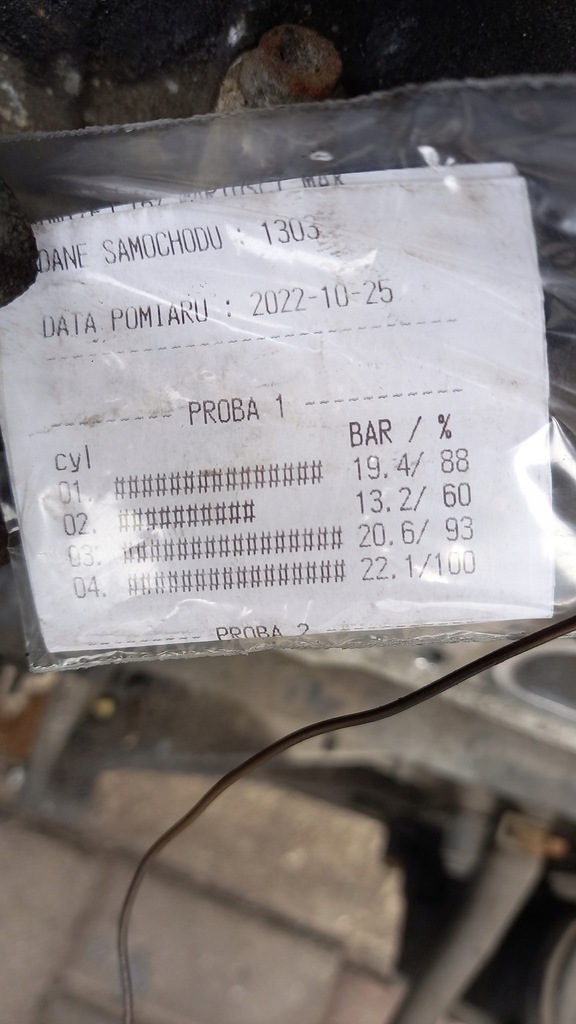 DANE SAMOCHODU : 1303
DATA POMIARU : 2022-10-25
---------- PROBA 1 ------------
cyl BAR / %
01. ############### 19.4/ 88
02. ########## 13.2/ 60
03. ################ 20.6/ 93
04. ################ 22.1/100
---------- PROBA 2